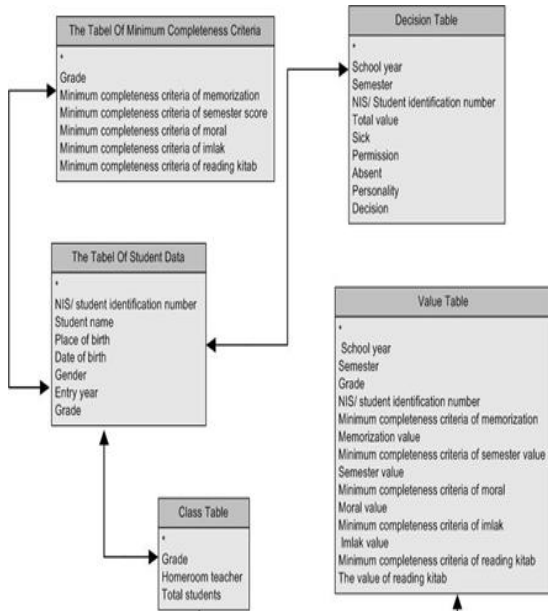 The Tabel Of Minimum Completeness Criteria
*
Grade
Minimum completeness criteria of memorization
Minimum completeness criteria of semester score
Minimum completeness criteria of moral
Minimum completeness criteria of imlak
Minimum completeness criteria of reading kitab
Decision Table
*
School year
Semester
NIS/ Student identification number
Total value
Sick
Permission
Absent
Personality
Decision
The Tabel Of Student Data
*
NIS/ student identification number
Student name
Place of birth
Date of birth
Gender
Entry year
Grade
Value Table
*
School year
Semester
Grade
NIS/ student identification number
Minimum completeness criteria of memorization
Memorization value
Minimum completeness criteria of semester value
Semester value
Minimum completeness criteria of moral
Moral value
Minimum completeness criteria of imlak
Imlak value
Minimum completeness criteria of reading kitab
The value of reading kitab
Class Table
*
Grade
Homeroom teacher
Total students